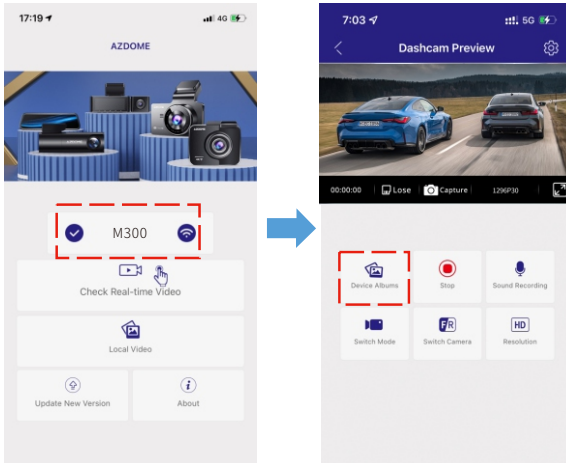 17:19
4G
AZDOME
M300
Check Real-time Video
Local Video
Update New Version
About
7:03
5G
Dashcam Preview
00:00:00
Lose
Capture
1296P30
Device Albums
Stop
Sound Recording
FR
HD
Switch Mode
Switch Camera
Resolution